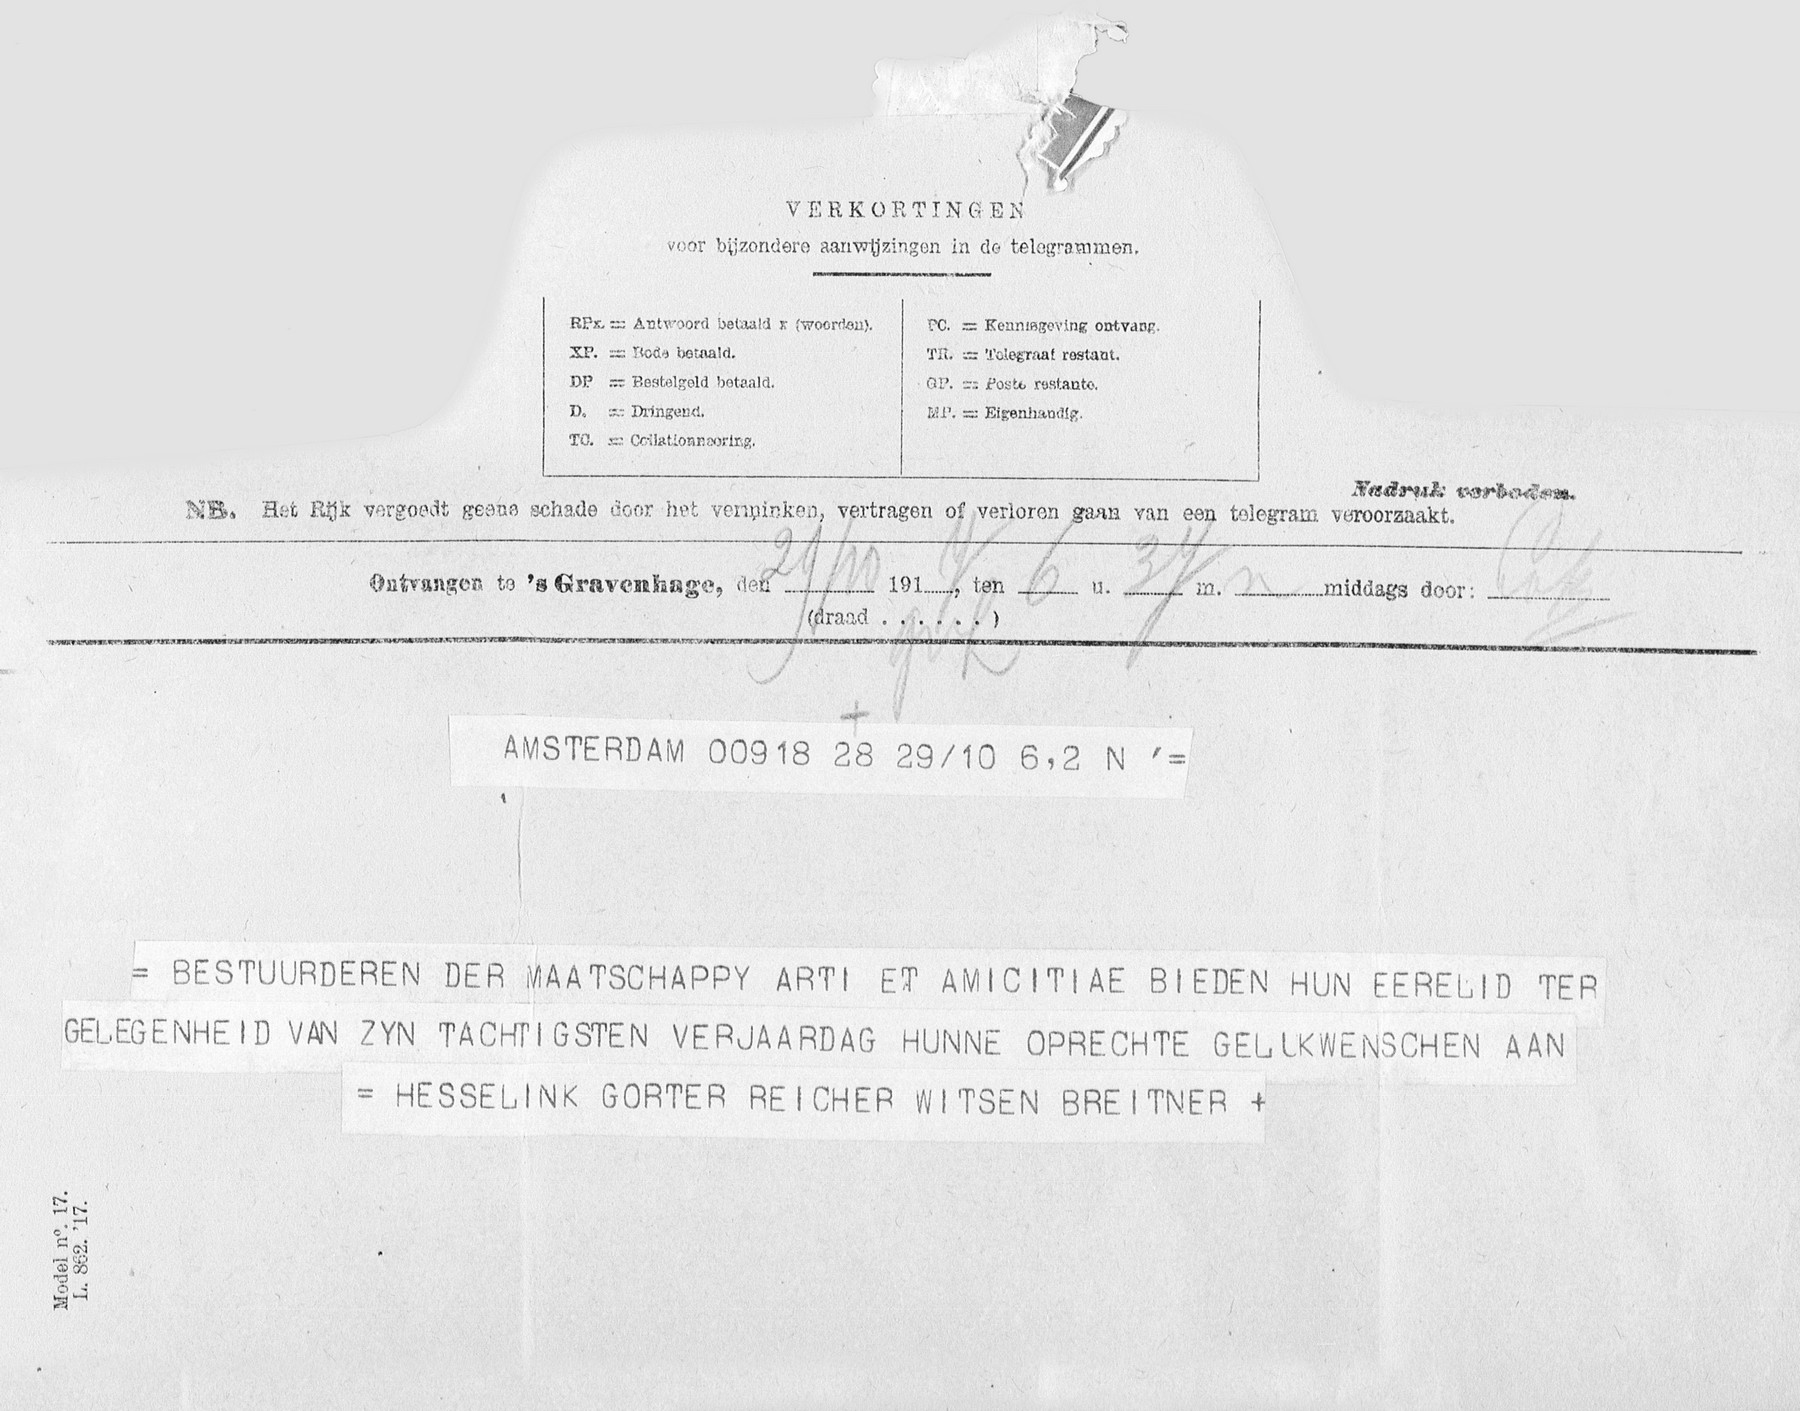 VERKORTINGEN
voor bijzondere aanwijzingen in de telegrammen.
RPx. = Antwoord betaald x (woorden).
XP. = Bode betaald.
DP = Bestelgeld betaald.
D. = Dringend.
TC. = Collationneering.
PC. = Kennisgeving ontvang.
TR. = Telegraaf restant.
GP. = Poste restante.
MP. = Eigenhandig.
Nadruk verboden.
NB. Het Rijk vergoedt geene schade door het verminken, vertragen of verloren gaan van een telegram veroorzaakt.
Ontvangen te 's Gravenhage, den 29/10 191 , ten 6 u. 37 m. n middags door:
(draad . . . . . . )
AMSTERDAM 00918 28 29/10 6,2 N '=
= BESTUURDEREN DER MAATSCHAPPY ARTI ET AMICITIAE BIEDEN HUN EERELID TER
GELEGENHEID VAN ZYN TACHTIGSTEN VERJAARDAG HUNNE OPRECHTE GELUKWENSCHEN AAN
= HESSELINK GORTER REICHER WITSEN BREITNER +
Model nº. 17.
L. 862. '17.